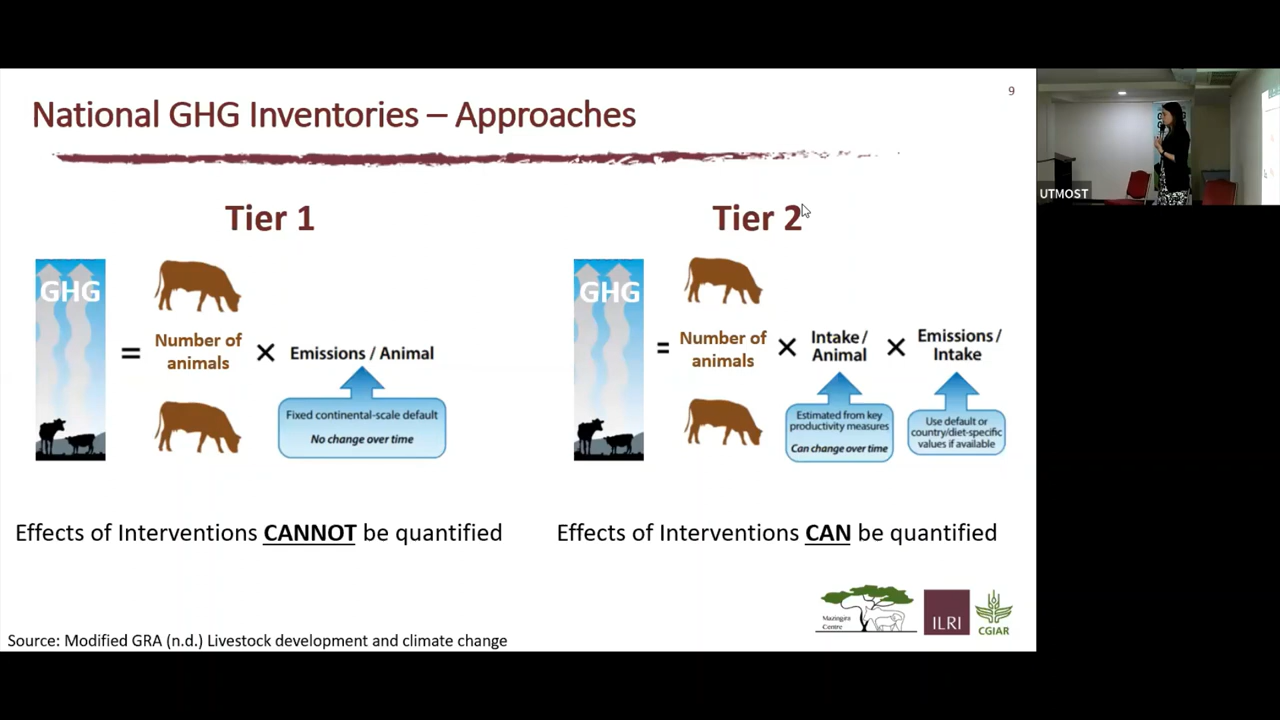 9
National GHG Inventories – Approaches
UTMOST
Tier 1
GHG
=
Number of
animals
× Emissions / Animal
Fixed continental-scale default
No change over time
Effects of Interventions CANNOT be quantified
Tier 2
GHG
=
Number of
animals
×
Intake/
Animal
×
Emissions/
Intake
Estimated from key
productivity measures
Can change over time
Use default or
country/diet-specific
values if available
Effects of Interventions CAN be quantified
Mazingira
Centre
ILRI
CGIAR
Source: Modified GRA (n.d.) Livestock development and climate change